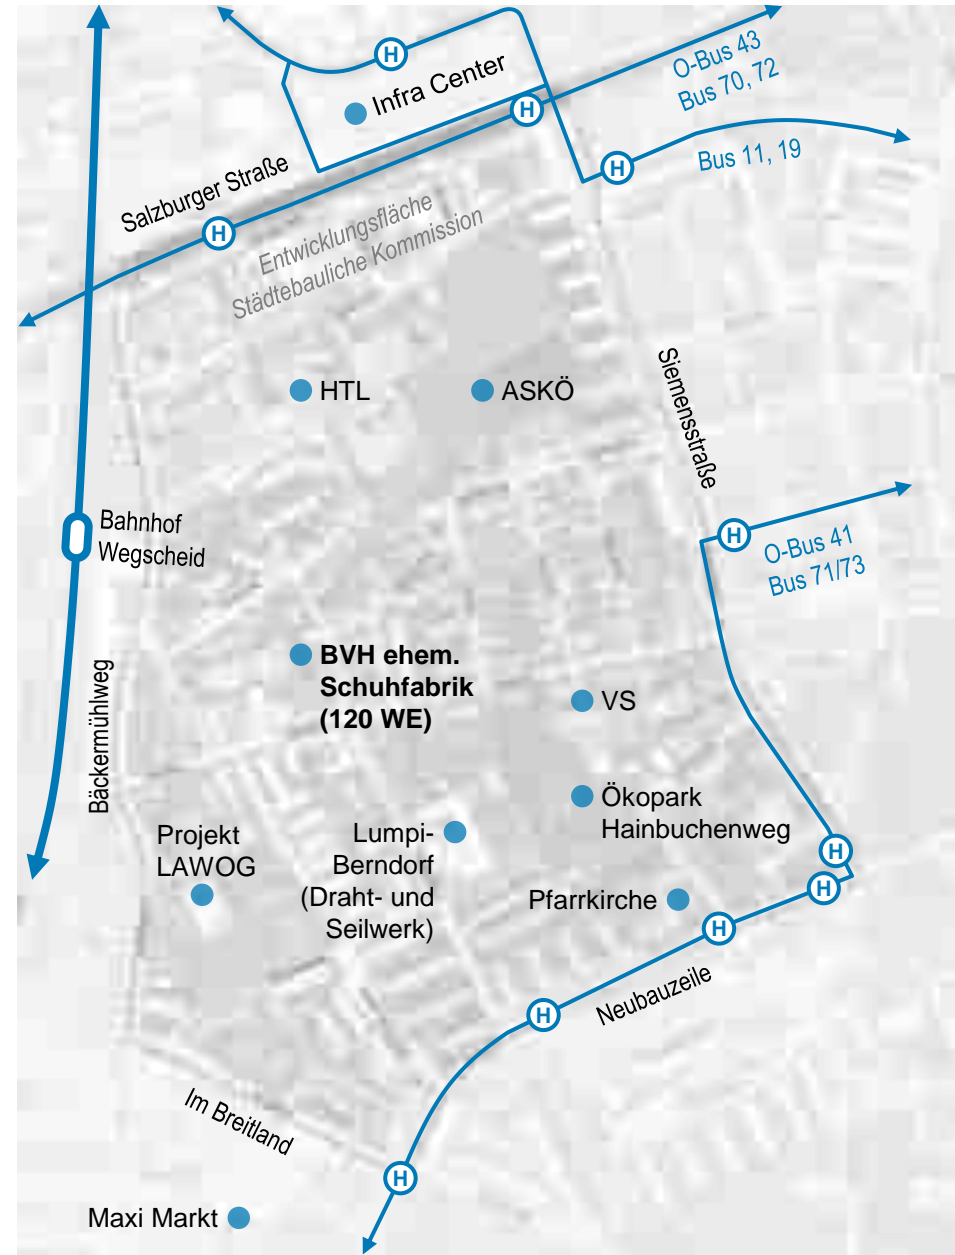 H
O-Bus 43
Bus 70, 72
Infra Center
H
Bus 11, 19
H
Salzburger Straße
H
Entwicklungsfläche
Städtebauliche Kommission
HTL
ASKÖ
Siemensstraße
Bahnhof
Wegscheid
H
O-Bus 41
Bus 71/73
BVH ehem.
Schuhfabrik
(120 WE)
VS
Bäckermühlweg
Ökopark
Hainbuchenweg
Projekt
LAWOG
Lumpi-
Berndorf
(Draht- und
Seilwerk)
H
H
Pfarrkirche
H
Neubauzeile
H
Im Breitland
H
Maxi Markt